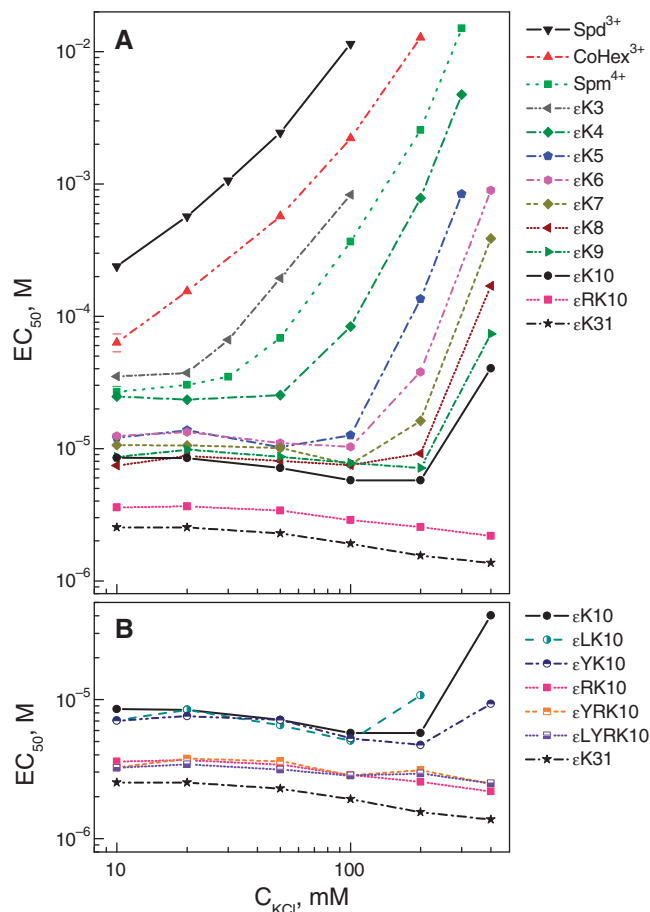 A
10⁻²
10⁻³
10⁻⁴
10⁻⁵
10⁻⁶
EC₅₀, M
Spd³⁺
CoHex³⁺
Spm⁴⁺
εK3
εK4
εK5
εK6
εK7
εK8
εK9
εK10
εRK10
εK31
B
10⁻⁵
10⁻⁶
EC₅₀, M
10
100
C_KCl, mM
εK10
εLK10
εYK10
εRK10
εYRK10
εLYRK10
εK31